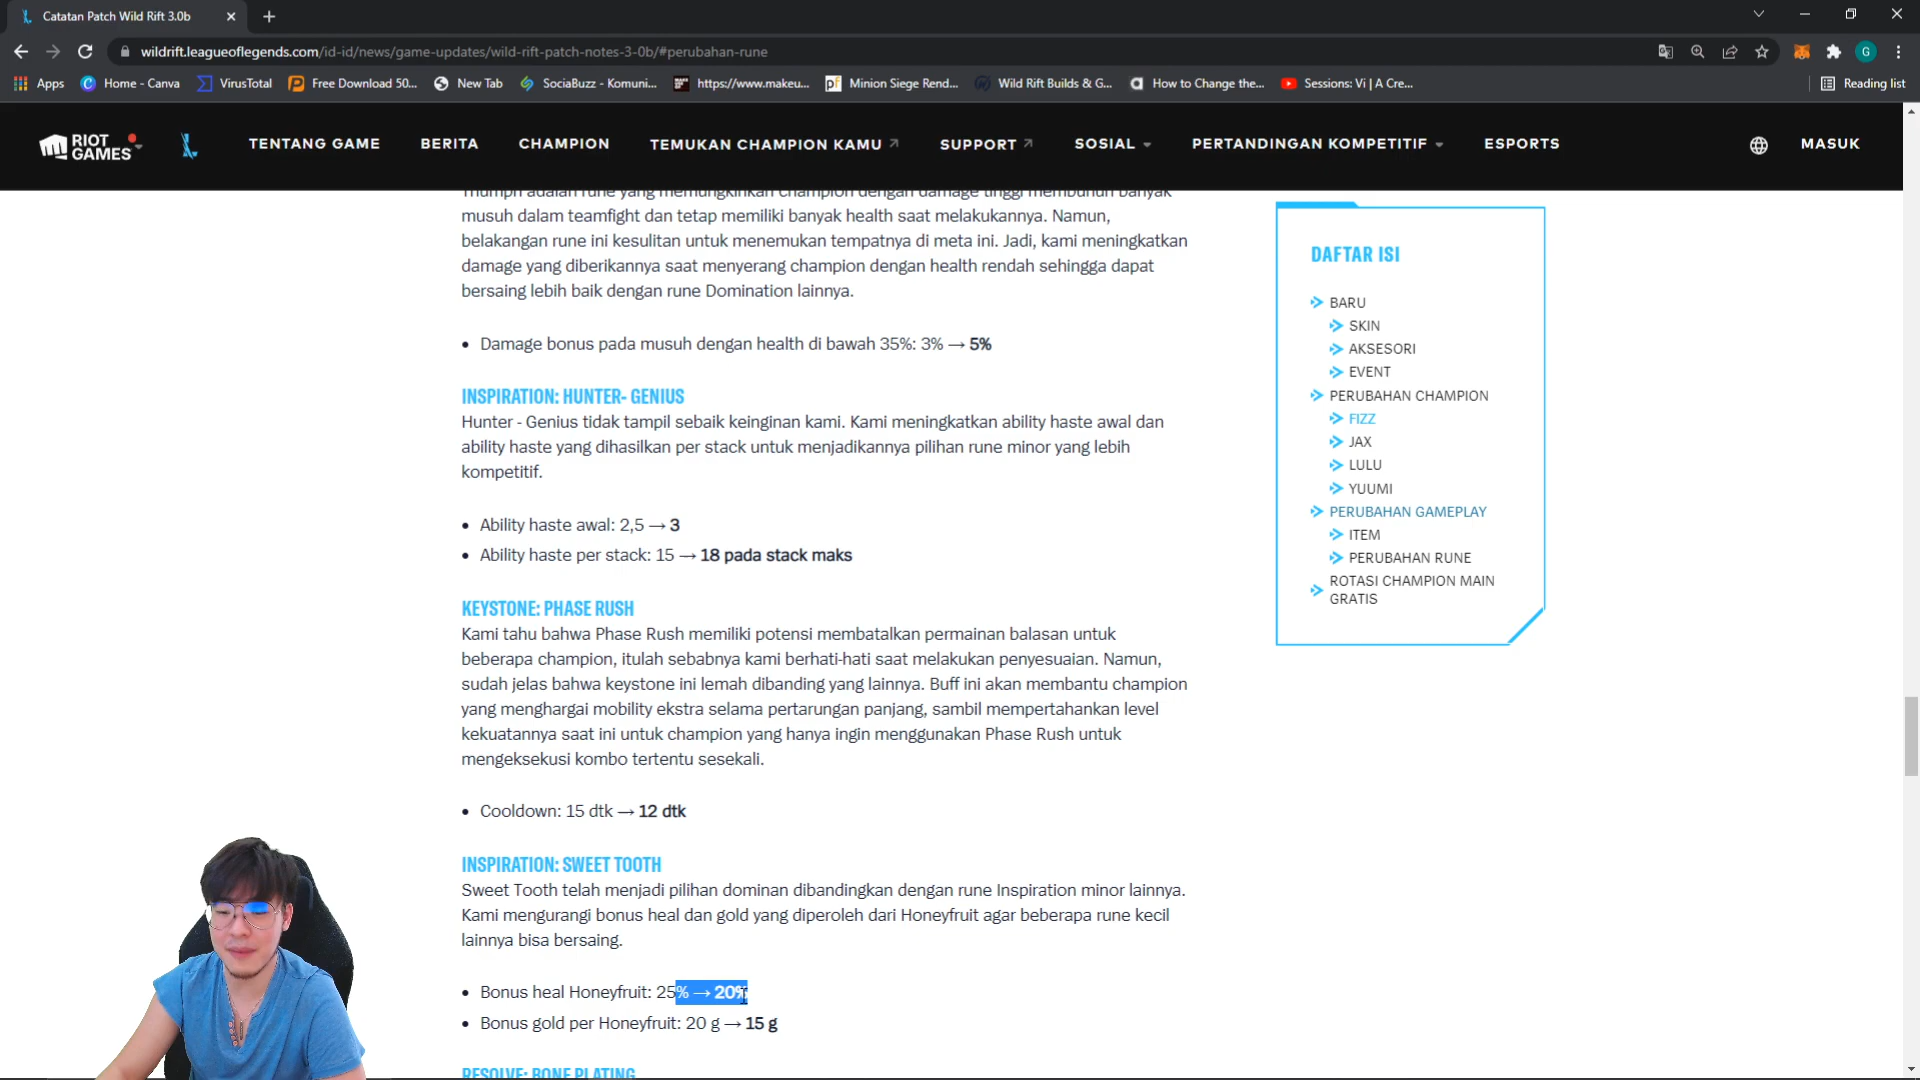 Catatan Patch Wild Rift 3.0b
wildrift.leagueoflegends.com/id-id/news/game-updates/wild-rift-patch-notes-3-0b/#perubahan-rune
G
Apps
Home - Canva
VirusTotal
Free Download 50...
New Tab
SociaBuzz - Komuni...
https://www.makeu...
Minion Siege Rend...
Wild Rift Builds & G...
How to Change the...
Sessions: Vi | A Cre...
Reading list
RIOT GAMES
TENTANG GAME
BERITA
CHAMPION
TEMUKAN CHAMPION KAMU
SUPPORT
SOSIAL
PERTANDINGAN KOMPETITIF
ESPORTS
MASUK
Triumph adalah rune yang memungkinkan champion dengan damage tinggi membunuh banyak
musuh dalam teamfight dan tetap memiliki banyak health saat melakukannya. Namun,
belakangan rune ini kesulitan untuk menemukan tempatnya di meta ini. Jadi, kami meningkatkan
damage yang diberikannya saat menyerang champion dengan health rendah sehingga dapat
bersaing lebih baik dengan rune Domination lainnya.
• Damage bonus pada musuh dengan health di bawah 35%: 3% → 5%
INSPIRATION: HUNTER- GENIUS
Hunter - Genius tidak tampil sebaik keinginan kami. Kami meningkatkan ability haste awal dan
ability haste yang dihasilkan per stack untuk menjadikannya pilihan rune minor yang lebih
kompetitif.
• Ability haste awal: 2,5 → 3
• Ability haste per stack: 15 → 18 pada stack maks
KEYSTONE: PHASE RUSH
Kami tahu bahwa Phase Rush memiliki potensi membatalkan permainan balasan untuk
beberapa champion, itulah sebabnya kami berhati-hati saat melakukan penyesuaian. Namun,
sudah jelas bahwa keystone ini lemah dibanding yang lainnya. Buff ini akan membantu champion
yang menghargai mobility ekstra selama pertarungan panjang, sambil mempertahankan level
kekuatannya saat ini untuk champion yang hanya ingin menggunakan Phase Rush untuk
mengeksekusi kombo tertentu sesekali.
• Cooldown: 15 dtk → 12 dtk
INSPIRATION: SWEET TOOTH
Sweet Tooth telah menjadi pilihan dominan dibandingkan dengan rune Inspiration minor lainnya.
Kami mengurangi bonus heal dan gold yang diperoleh dari Honeyfruit agar beberapa rune kecil
lainnya bisa bersaing.
• Bonus heal Honeyfruit: 25% → 20%
• Bonus gold per Honeyfruit: 20 g → 15 g
RESOLVE: BONE PLATING
DAFTAR ISI
BARU
SKIN
AKSESORI
EVENT
PERUBAHAN CHAMPION
FIZZ
JAX
LULU
YUUMI
PERUBAHAN GAMEPLAY
ITEM
PERUBAHAN RUNE
ROTASI CHAMPION MAIN
GRATIS